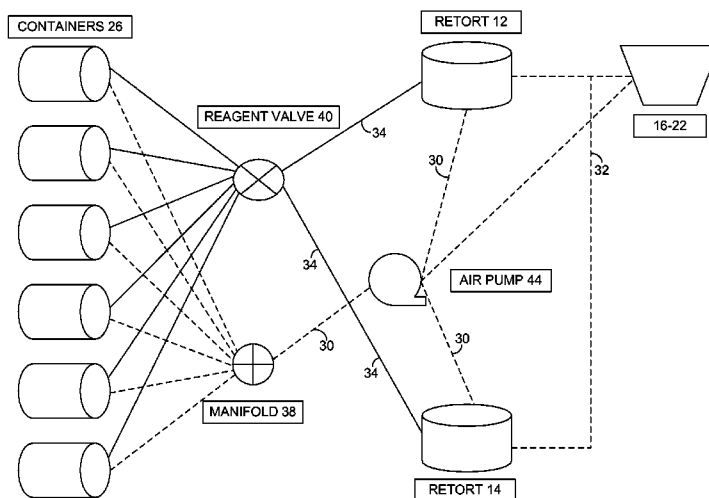 CONTAINERS 26
RETORT 12
REAGENT VALVE 40
16-22
34
32
30
34
AIR PUMP 44
30
30
34
MANIFOLD 38
RETORT 14